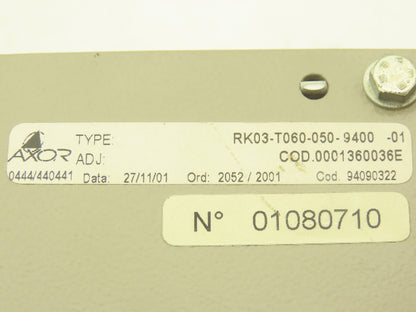 AXOR
TYPE: RK03-T060-050-9400 -01
ADJ: COD.0001360036E
0444/440441 Data: 27/11/01 Ord: 2052 / 2001 Cod. 94090322
N° 01080710